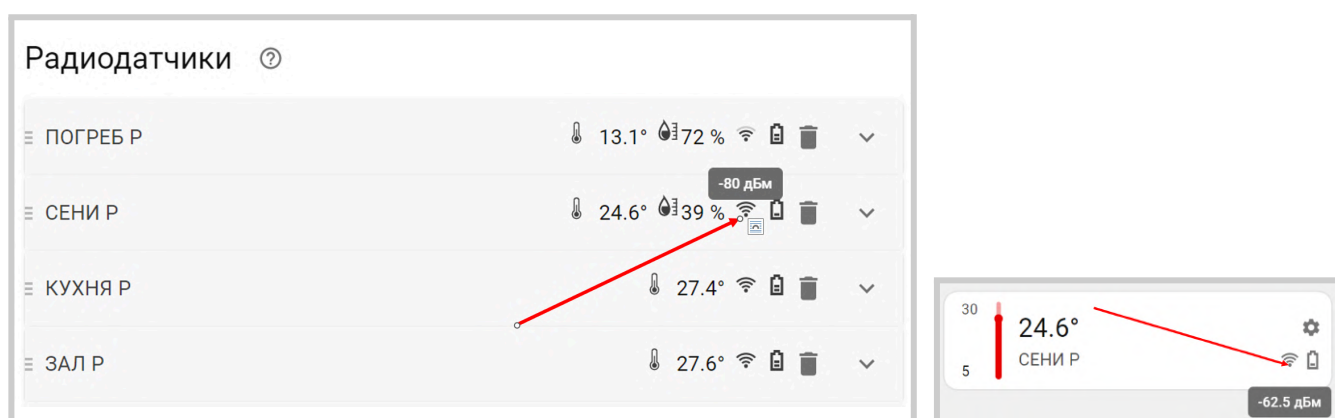 Радиодатчики
ПОГРЕБ Р 13.1° 72 %
-80 дБм
СЕНИ Р 24.6° 39 %
КУХНЯ Р 27.4°
ЗАЛ Р 27.6°
30
24.6°
СЕНИ Р
5
-62.5 дБм